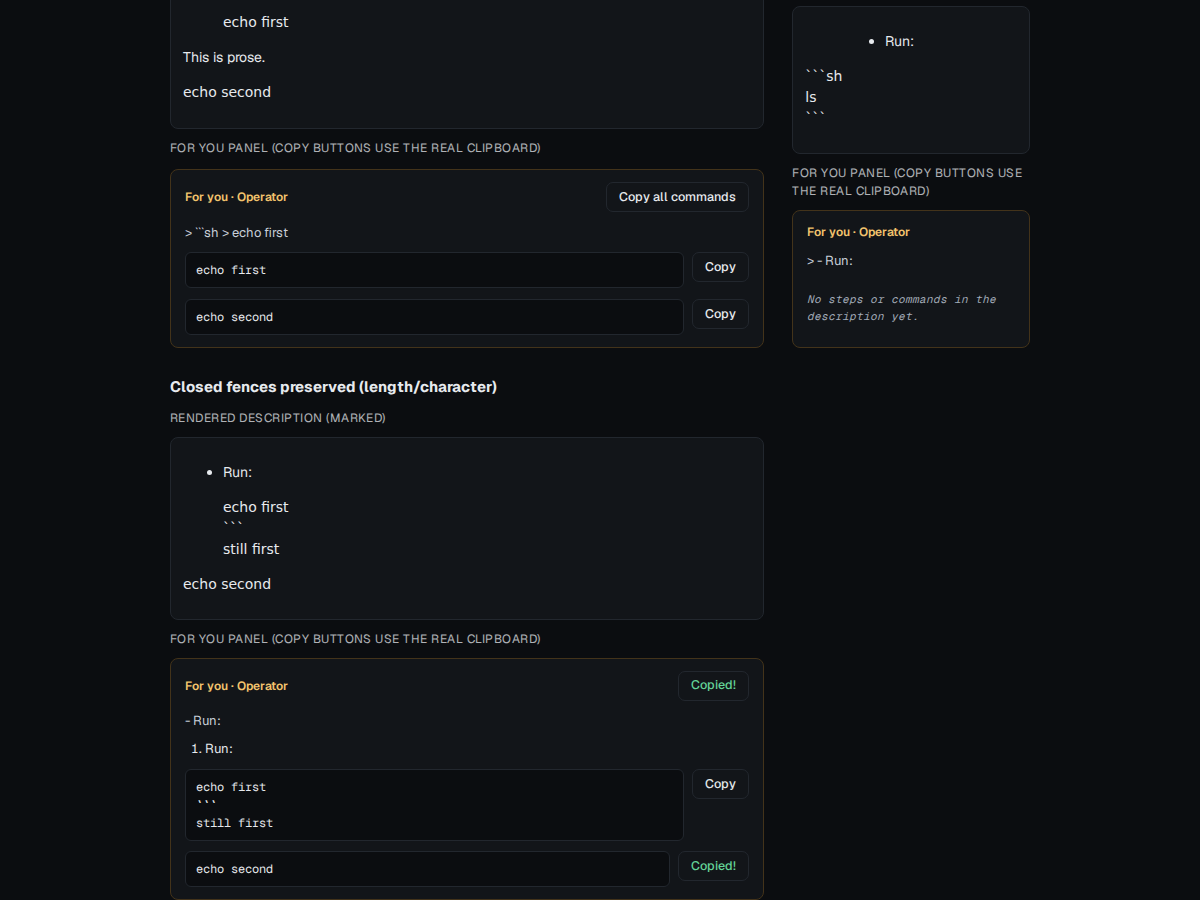 echo first
This is prose.
echo second
FOR YOU PANEL (COPY BUTTONS USE THE REAL CLIPBOARD)
For you · Operator
Copy all commands
> ```sh > echo first
echo first
Copy
echo second
Copy
• Run:
```sh
ls
```
FOR YOU PANEL (COPY BUTTONS USE
THE REAL CLIPBOARD)
For you · Operator
> - Run:
No steps or commands in the
description yet.
Closed fences preserved (length/character)
RENDERED DESCRIPTION (MARKED)
• Run:
echo first
```
still first
echo second
FOR YOU PANEL (COPY BUTTONS USE THE REAL CLIPBOARD)
For you · Operator
Copied!
- Run:
1. Run:
echo first
```
still first
Copy
echo second
Copied!